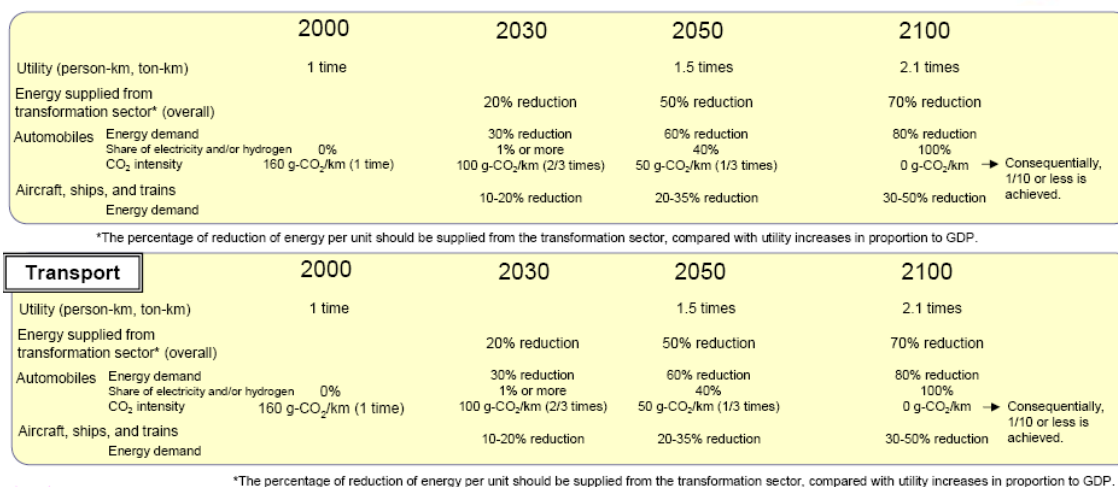 2000 2030 2050 2100
Utility (person-km, ton-km) 1 time 1.5 times 2.1 times
Energy supplied from
transformation sector* (overall) 20% reduction 50% reduction 70% reduction
Automobiles Energy demand 30% reduction 60% reduction 80% reduction
Share of electricity and/or hydrogen 0% 1% or more 40% 100%
CO₂ intensity 160 g-CO₂/km (1 time) 100 g-CO₂/km (2/3 times) 50 g-CO₂/km (1/3 times) 0 g-CO₂/km → Consequentially,
1/10 or less is
achieved.
Aircraft, ships, and trains
Energy demand 10-20% reduction 20-35% reduction 30-50% reduction
*The percentage of reduction of energy per unit should be supplied from the transformation sector, compared with utility increases in proportion to GDP.
Transport 2000 2030 2050 2100
Utility (person-km, ton-km) 1 time 1.5 times 2.1 times
Energy supplied from
transformation sector* (overall) 20% reduction 50% reduction 70% reduction
Automobiles Energy demand 30% reduction 60% reduction 80% reduction
Share of electricity and/or hydrogen 0% 1% or more 40% 100%
CO₂ intensity 160 g-CO₂/km (1 time) 100 g-CO₂/km (2/3 times) 50 g-CO₂/km (1/3 times) 0 g-CO₂/km → Consequentially,
1/10 or less is
achieved.
Aircraft, ships, and trains
Energy demand 10-20% reduction 20-35% reduction 30-50% reduction
*The percentage of reduction of energy per unit should be supplied from the transformation sector, compared with utility increases in proportion to GDP.